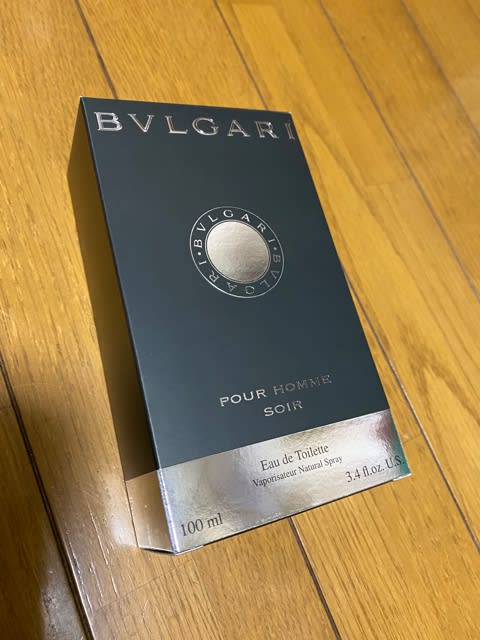 BVLGARI
BVLGARI • BVLGARI •
POUR HOMME
SOIR
Eau de Toilette
Vaporisateur Natural Spray
100 ml
3.4 fl.oz. U.S.